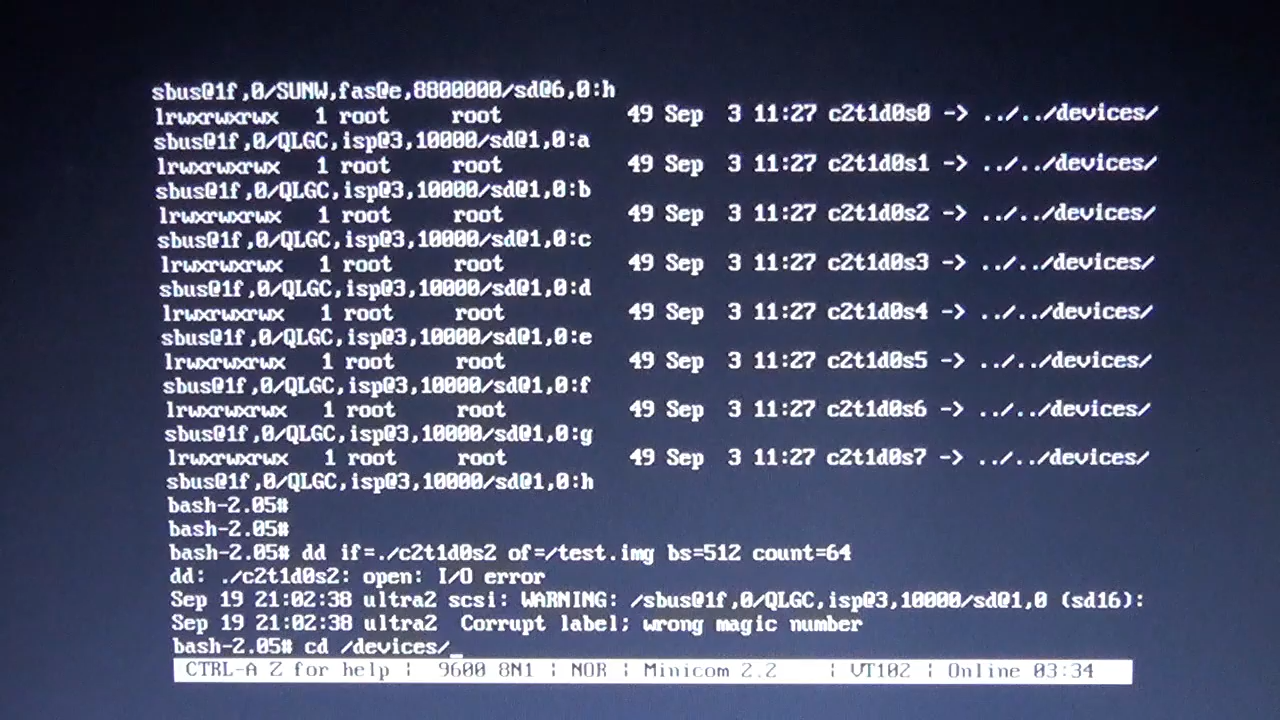 sbus@1f,0/SUNW,fas@e,8800000/sd@6,0:h
lrwxrwxrwx   1 root     root          49 Sep  3 11:27 c2t1d0s0 -> ../../devices/
sbus@1f,0/QLGC,isp@3,10000/sd@1,0:a
lrwxrwxrwx   1 root     root          49 Sep  3 11:27 c2t1d0s1 -> ../../devices/
sbus@1f,0/QLGC,isp@3,10000/sd@1,0:b
lrwxrwxrwx   1 root     root          49 Sep  3 11:27 c2t1d0s2 -> ../../devices/
sbus@1f,0/QLGC,isp@3,10000/sd@1,0:c
lrwxrwxrwx   1 root     root          49 Sep  3 11:27 c2t1d0s3 -> ../../devices/
sbus@1f,0/QLGC,isp@3,10000/sd@1,0:d
lrwxrwxrwx   1 root     root          49 Sep  3 11:27 c2t1d0s4 -> ../../devices/
sbus@1f,0/QLGC,isp@3,10000/sd@1,0:e
lrwxrwxrwx   1 root     root          49 Sep  3 11:27 c2t1d0s5 -> ../../devices/
sbus@1f,0/QLGC,isp@3,10000/sd@1,0:f
lrwxrwxrwx   1 root     root          49 Sep  3 11:27 c2t1d0s6 -> ../../devices/
sbus@1f,0/QLGC,isp@3,10000/sd@1,0:g
lrwxrwxrwx   1 root     root          49 Sep  3 11:27 c2t1d0s7 -> ../../devices/
sbus@1f,0/QLGC,isp@3,10000/sd@1,0:h
bash-2.05#
bash-2.05#
bash-2.05# dd if=./c2t1d0s2 of=/test.img bs=512 count=64
dd: ./c2t1d0s2: open: I/O error
Sep 19 21:02:38 ultra2 scsi: WARNING: /sbus@1f,0/QLGC,isp@3,10000/sd@1,0 (sd16):
Sep 19 21:02:38 ultra2  Corrupt label; wrong magic number
bash-2.05# cd /devices/_
CTRL-A Z for help |  9600 8N1 | NOR | Minicom 2.2    | VT102 | Online 03:34